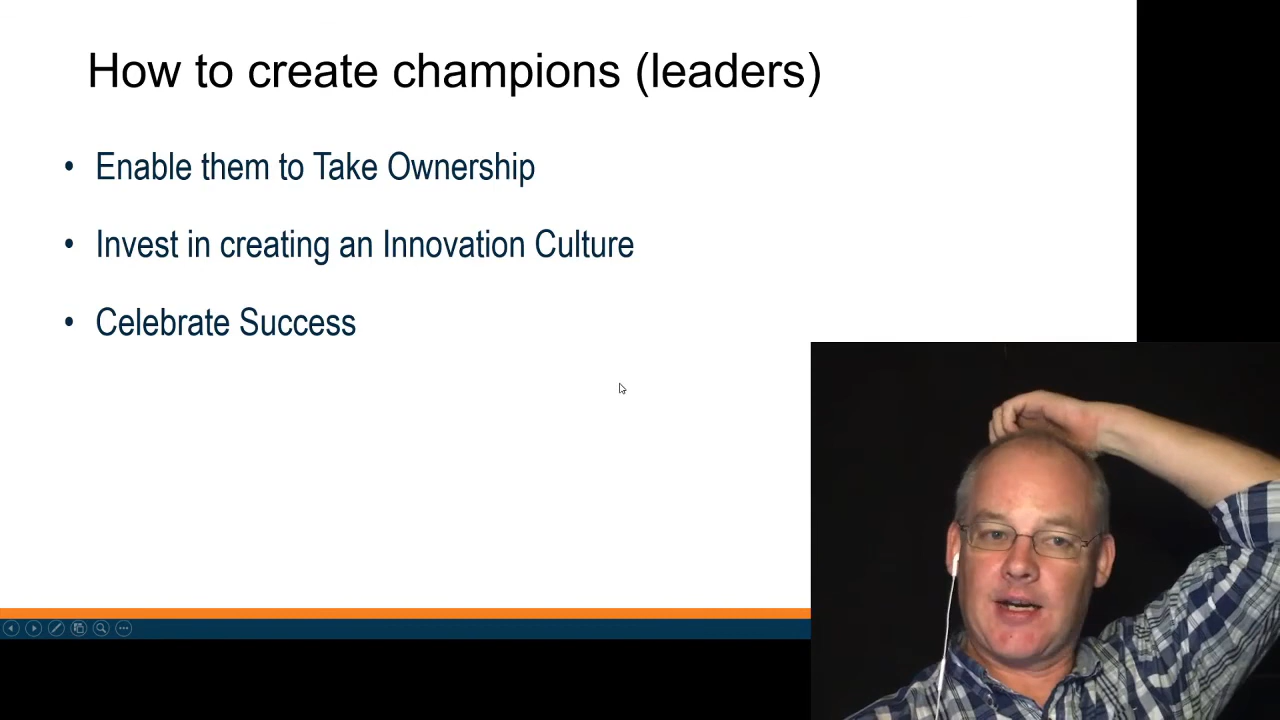 How to create champions (leaders)
• Enable them to Take Ownership
• Invest in creating an Innovation Culture
• Celebrate Success